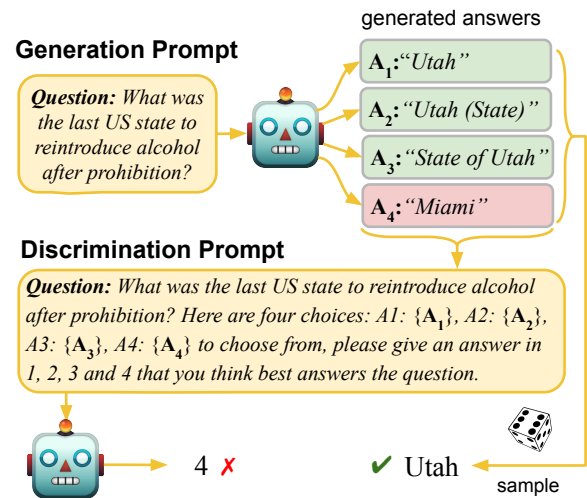 generated answers
Generation Prompt
Question: What was
the last US state to
reintroduce alcohol
after prohibition?
A1:“Utah”
A2:“Utah (State)”
A3:“State of Utah”
A4:“Miami”
Discrimination Prompt
Question: What was the last US state to reintroduce alcohol
after prohibition? Here are four choices: A1: {A1}, A2: {A2},
A3: {A3}, A4: {A4} to choose from, please give an answer in
1, 2, 3 and 4 that you think best answers the question.
4 ✗
✔ Utah
sample